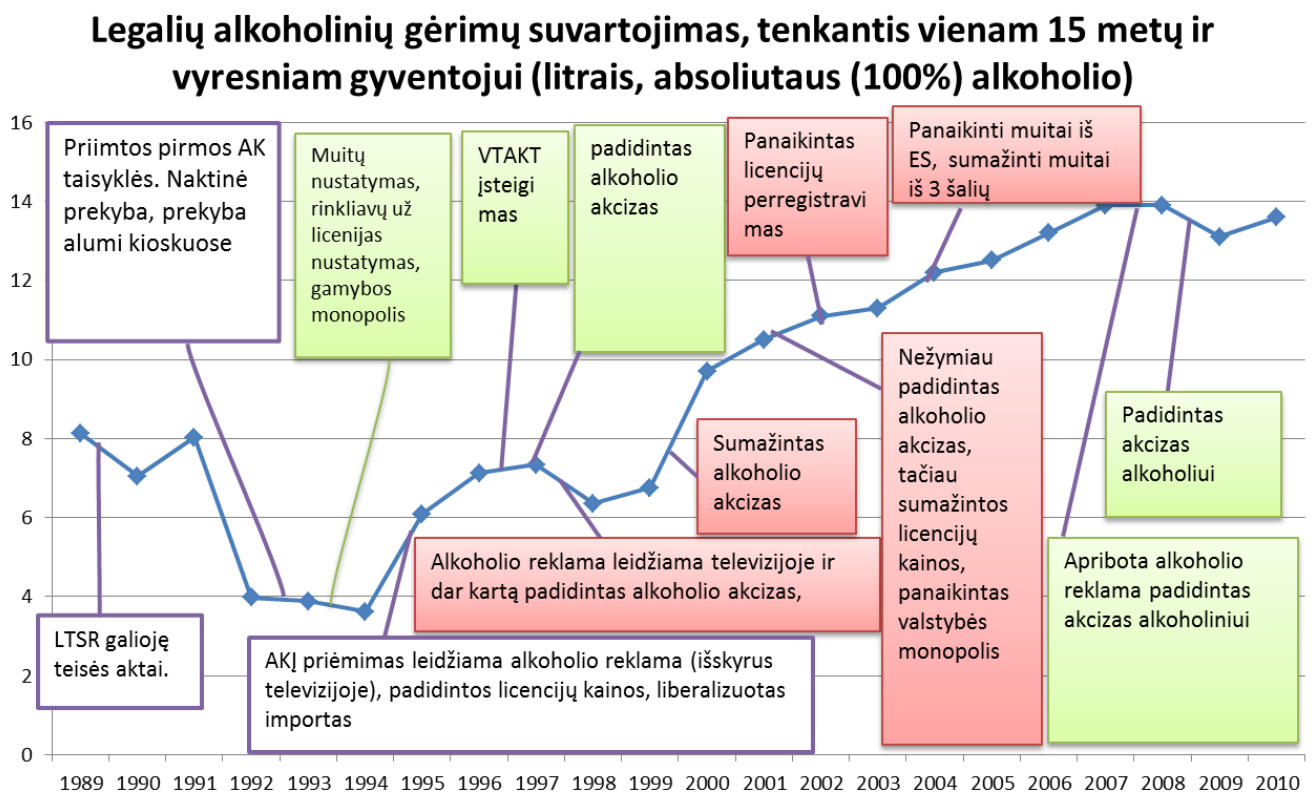 Legalių alkoholinių gėrimų suvartojimas, tenkantis vienam 15 metų ir
vyresniam gyventojui (litrais, absoliutaus (100%) alkoholio)
16
14
12
10
8
6
4
2
0
Priimtos pirmos AK
taisyklės. Naktinė
prekyba, prekyba
alumi kioskuose
Muitų
nustatymas,
rinkliavų už
licenijas
nustatymas,
gamybos
monopolis
VTAKT
įsteigi
mas
padidintas
alkoholio
akcizas
Panaikintas
licencijų
perregistravi
mas
Panaikinti muitai iš
ES, sumažinti muitai
iš 3 šalių
LTSR galioję
teisės aktai.
AKĮ priėmimas leidžiama alkoholio reklama (išskyrus
televizijoje), padidintos licencijų kainos, liberalizuotas
importas
Alkoholio reklama leidžiama televizijoje ir
dar kartą padidintas alkoholio akcizas,
Sumažintas
alkoholio
akcizas
Nežymiau
padidintas
alkoholio
akcizas,
tačiau
sumažintos
licencijų
kainos,
panaikintas
valstybės
monopolis
Padidintas
akcizas
alkoholiui
Apribota alkoholio
reklama padidintas
akcizas alkoholiniui
1989 1990 1991 1992 1993 1994 1995 1996 1997 1998 1999 2000 2001 2002 2003 2004 2005 2006 2007 2008 2009 2010